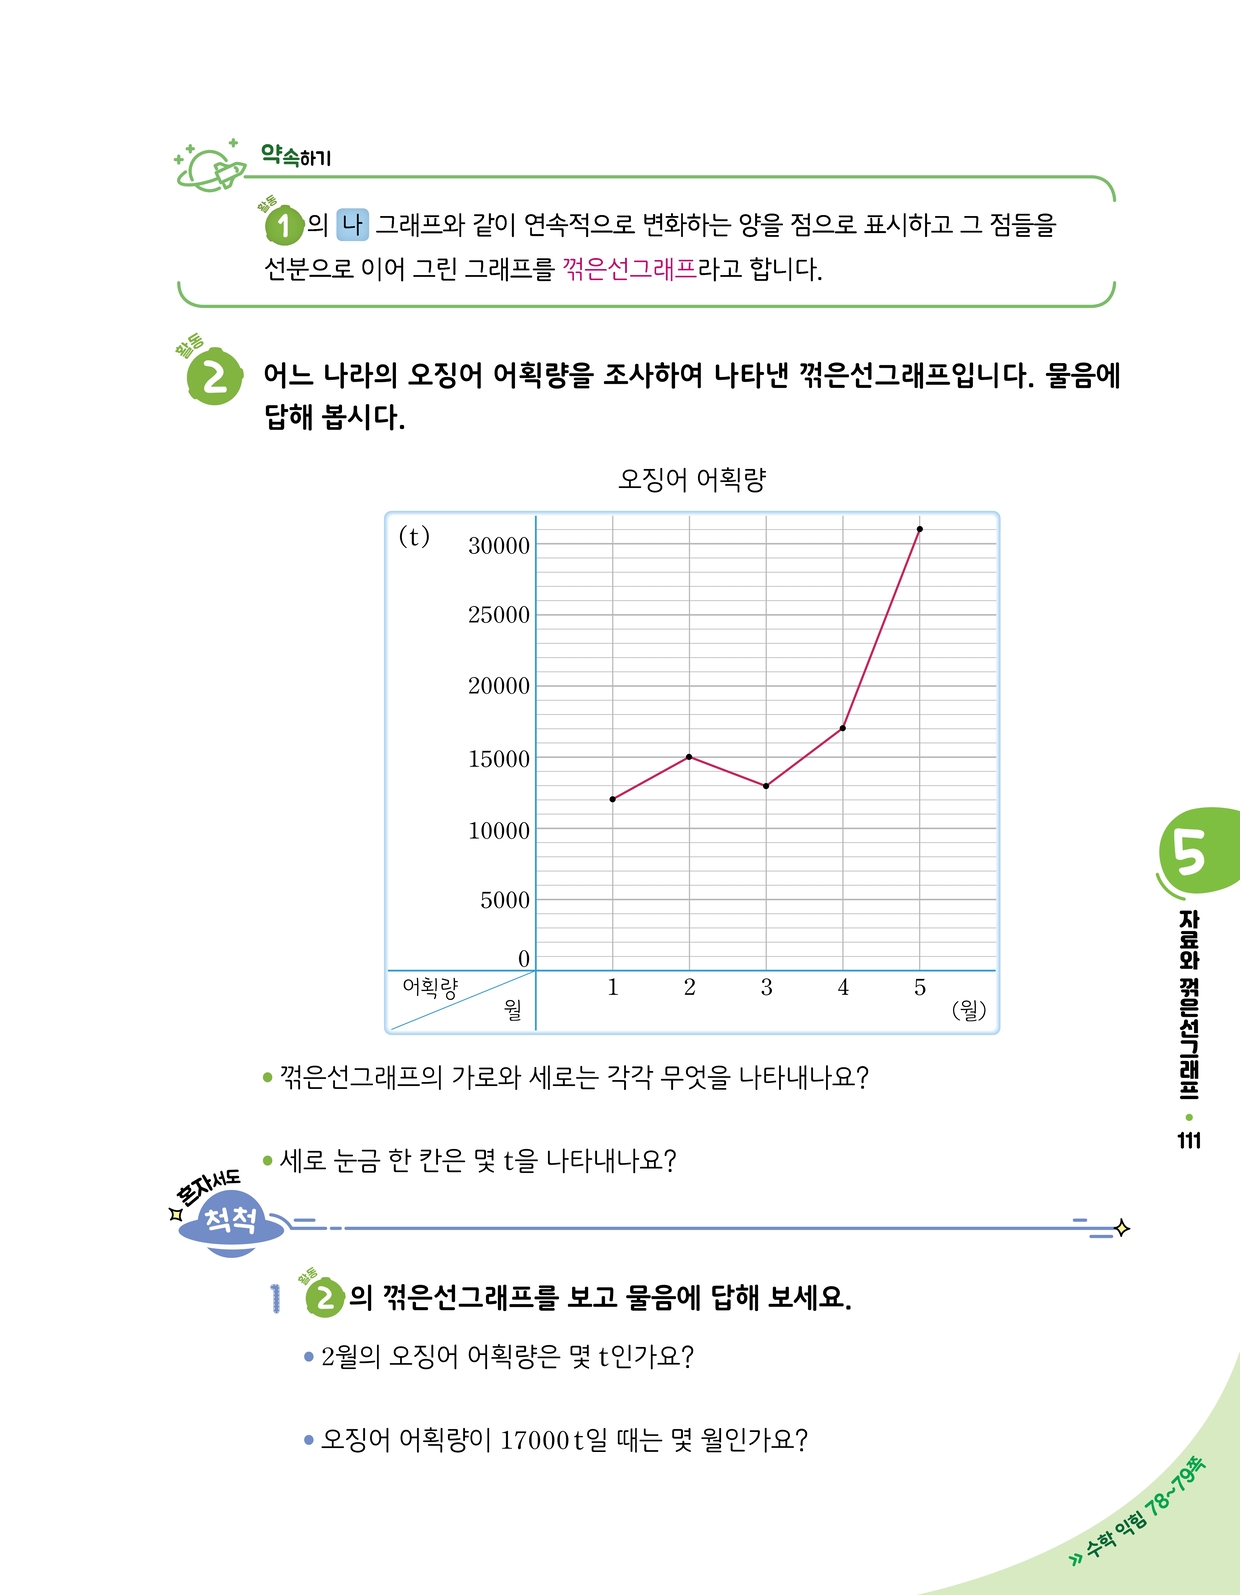 약속하기
활동 1의 나 그래프와 같이 연속적으로 변화하는 양을 점으로 표시하고 그 점들을
선분으로 이어 그린 그래프를 꺾은선그래프라고 합니다.
활동 2 어느 나라의 오징어 어획량을 조사하여 나타낸 꺾은선그래프입니다. 물음에
답해 봅시다.
오징어 어획량
(t)
30000
25000
20000
15000
10000
5000
0
어획량
월
1 2 3 4 5
(월)
• 꺾은선그래프의 가로와 세로는 각각 무엇을 나타내나요?
• 세로 눈금 한 칸은 몇 t을 나타내나요?
혼자서도
척척
1 활동 2의 꺾은선그래프를 보고 물음에 답해 보세요.
• 2월의 오징어 어획량은 몇 t인가요?
• 오징어 어획량이 17000t일 때는 몇 월인가요?
5
자료와 꺾은선그래프 •
111
» 수학 익힘 78~79쪽